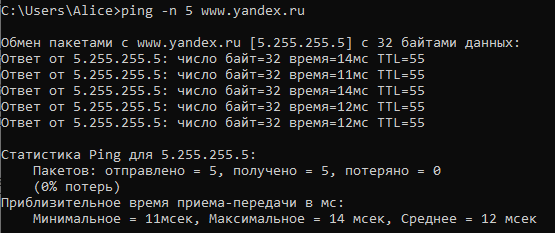 C:\Users\Alice>ping -n 5 www.yandex.ru
Обмен пакетами с www.yandex.ru [5.255.255.5] с 32 байтами данных:
Ответ от 5.255.255.5: число байт=32 время=14мс TTL=55
Ответ от 5.255.255.5: число байт=32 время=11мс TTL=55
Ответ от 5.255.255.5: число байт=32 время=14мс TTL=55
Ответ от 5.255.255.5: число байт=32 время=12мс TTL=55
Ответ от 5.255.255.5: число байт=32 время=12мс TTL=55
Статистика Ping для 5.255.255.5:
    Пакетов: отправлено = 5, получено = 5, потеряно = 0
    (0% потерь)
Приблизительное время приема-передачи в мс:
    Минимальное = 11мсек, Максимальное = 14 мсек, Среднее = 12 мсек